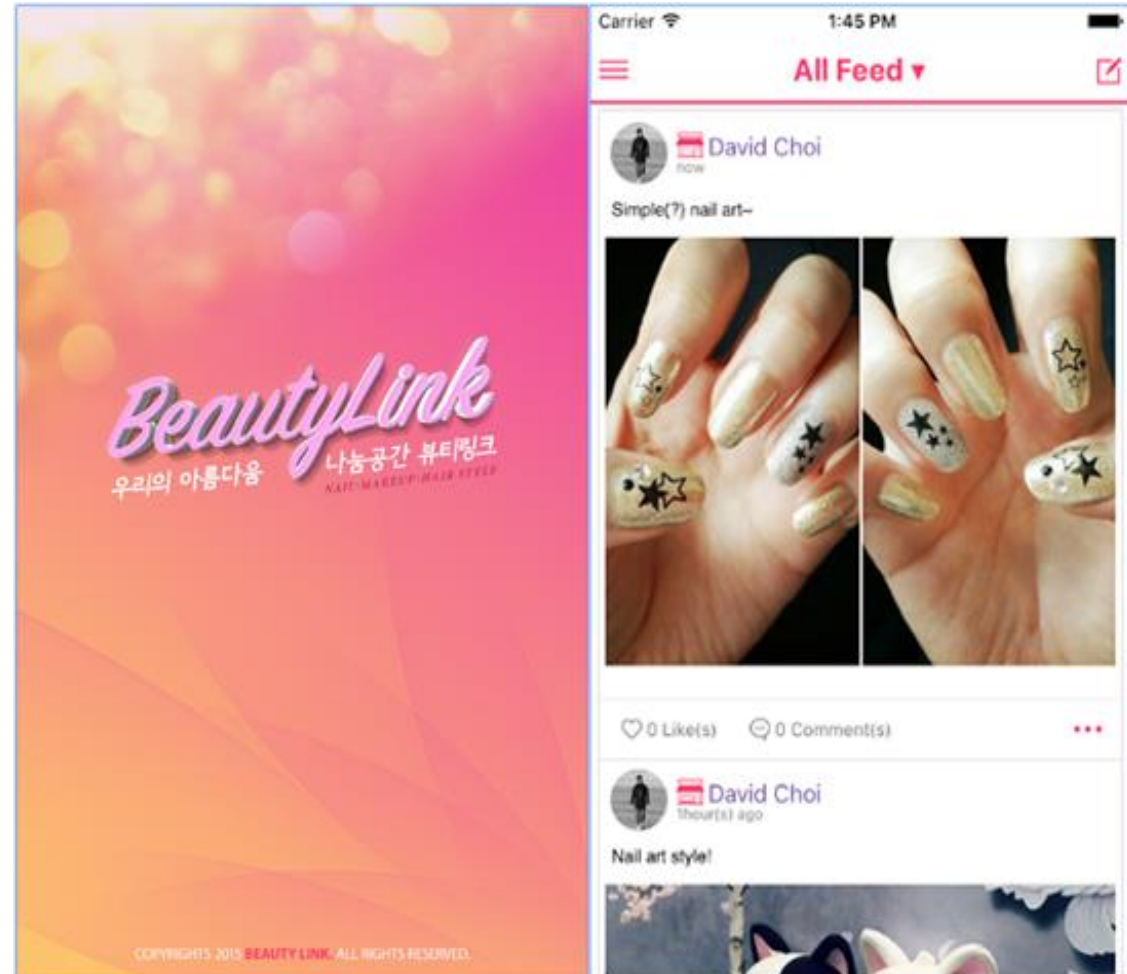 BeautyLink
우리의 아름다움 나눔공간 뷰티링크
NAIL·MAKEUP·HAIR STYLE
COPYRIGHTS 2015 BEAUTY LINK. ALL RIGHTS RESERVED.
Carrier 1:45 PM
All Feed ▾
David Choi
now
Simple(?) nail art~
0 Like(s) 0 Comment(s)
David Choi
1hour(s) ago
Nail art style!